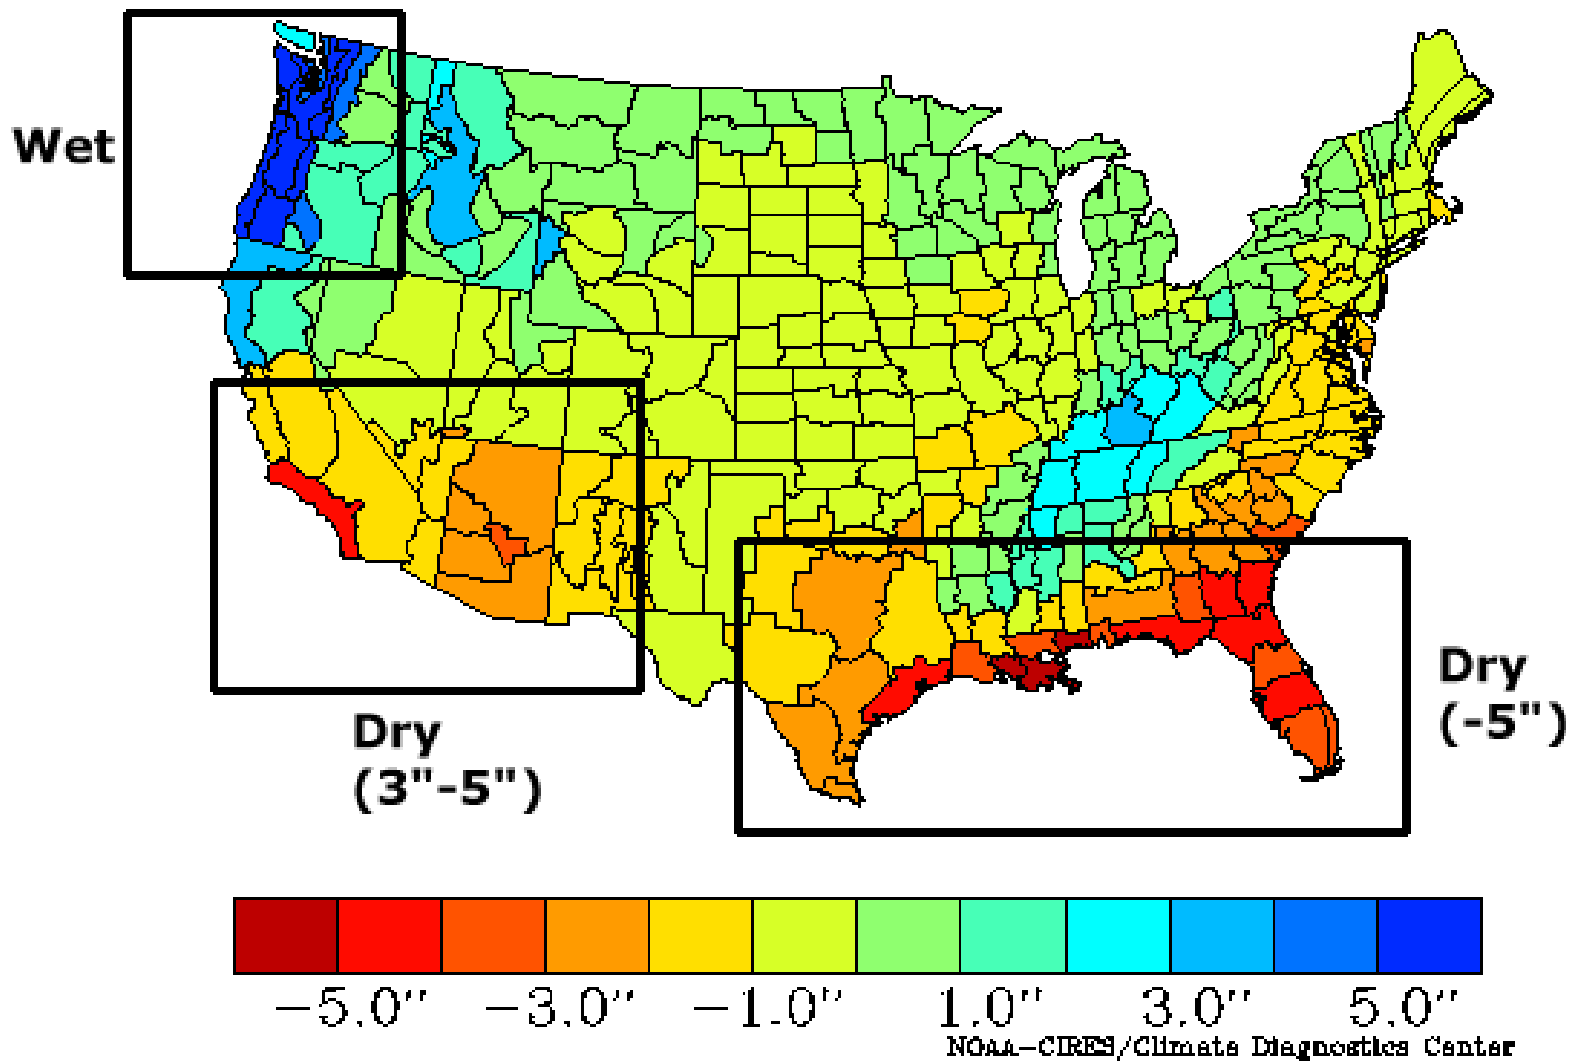 Wet
Dry
(-5")
Dry
(3"-5")
−5.0" −3.0" −1.0" 1.0" 3.0" 5.0"
NOAA−CIRES/Climate Diagnostics Center